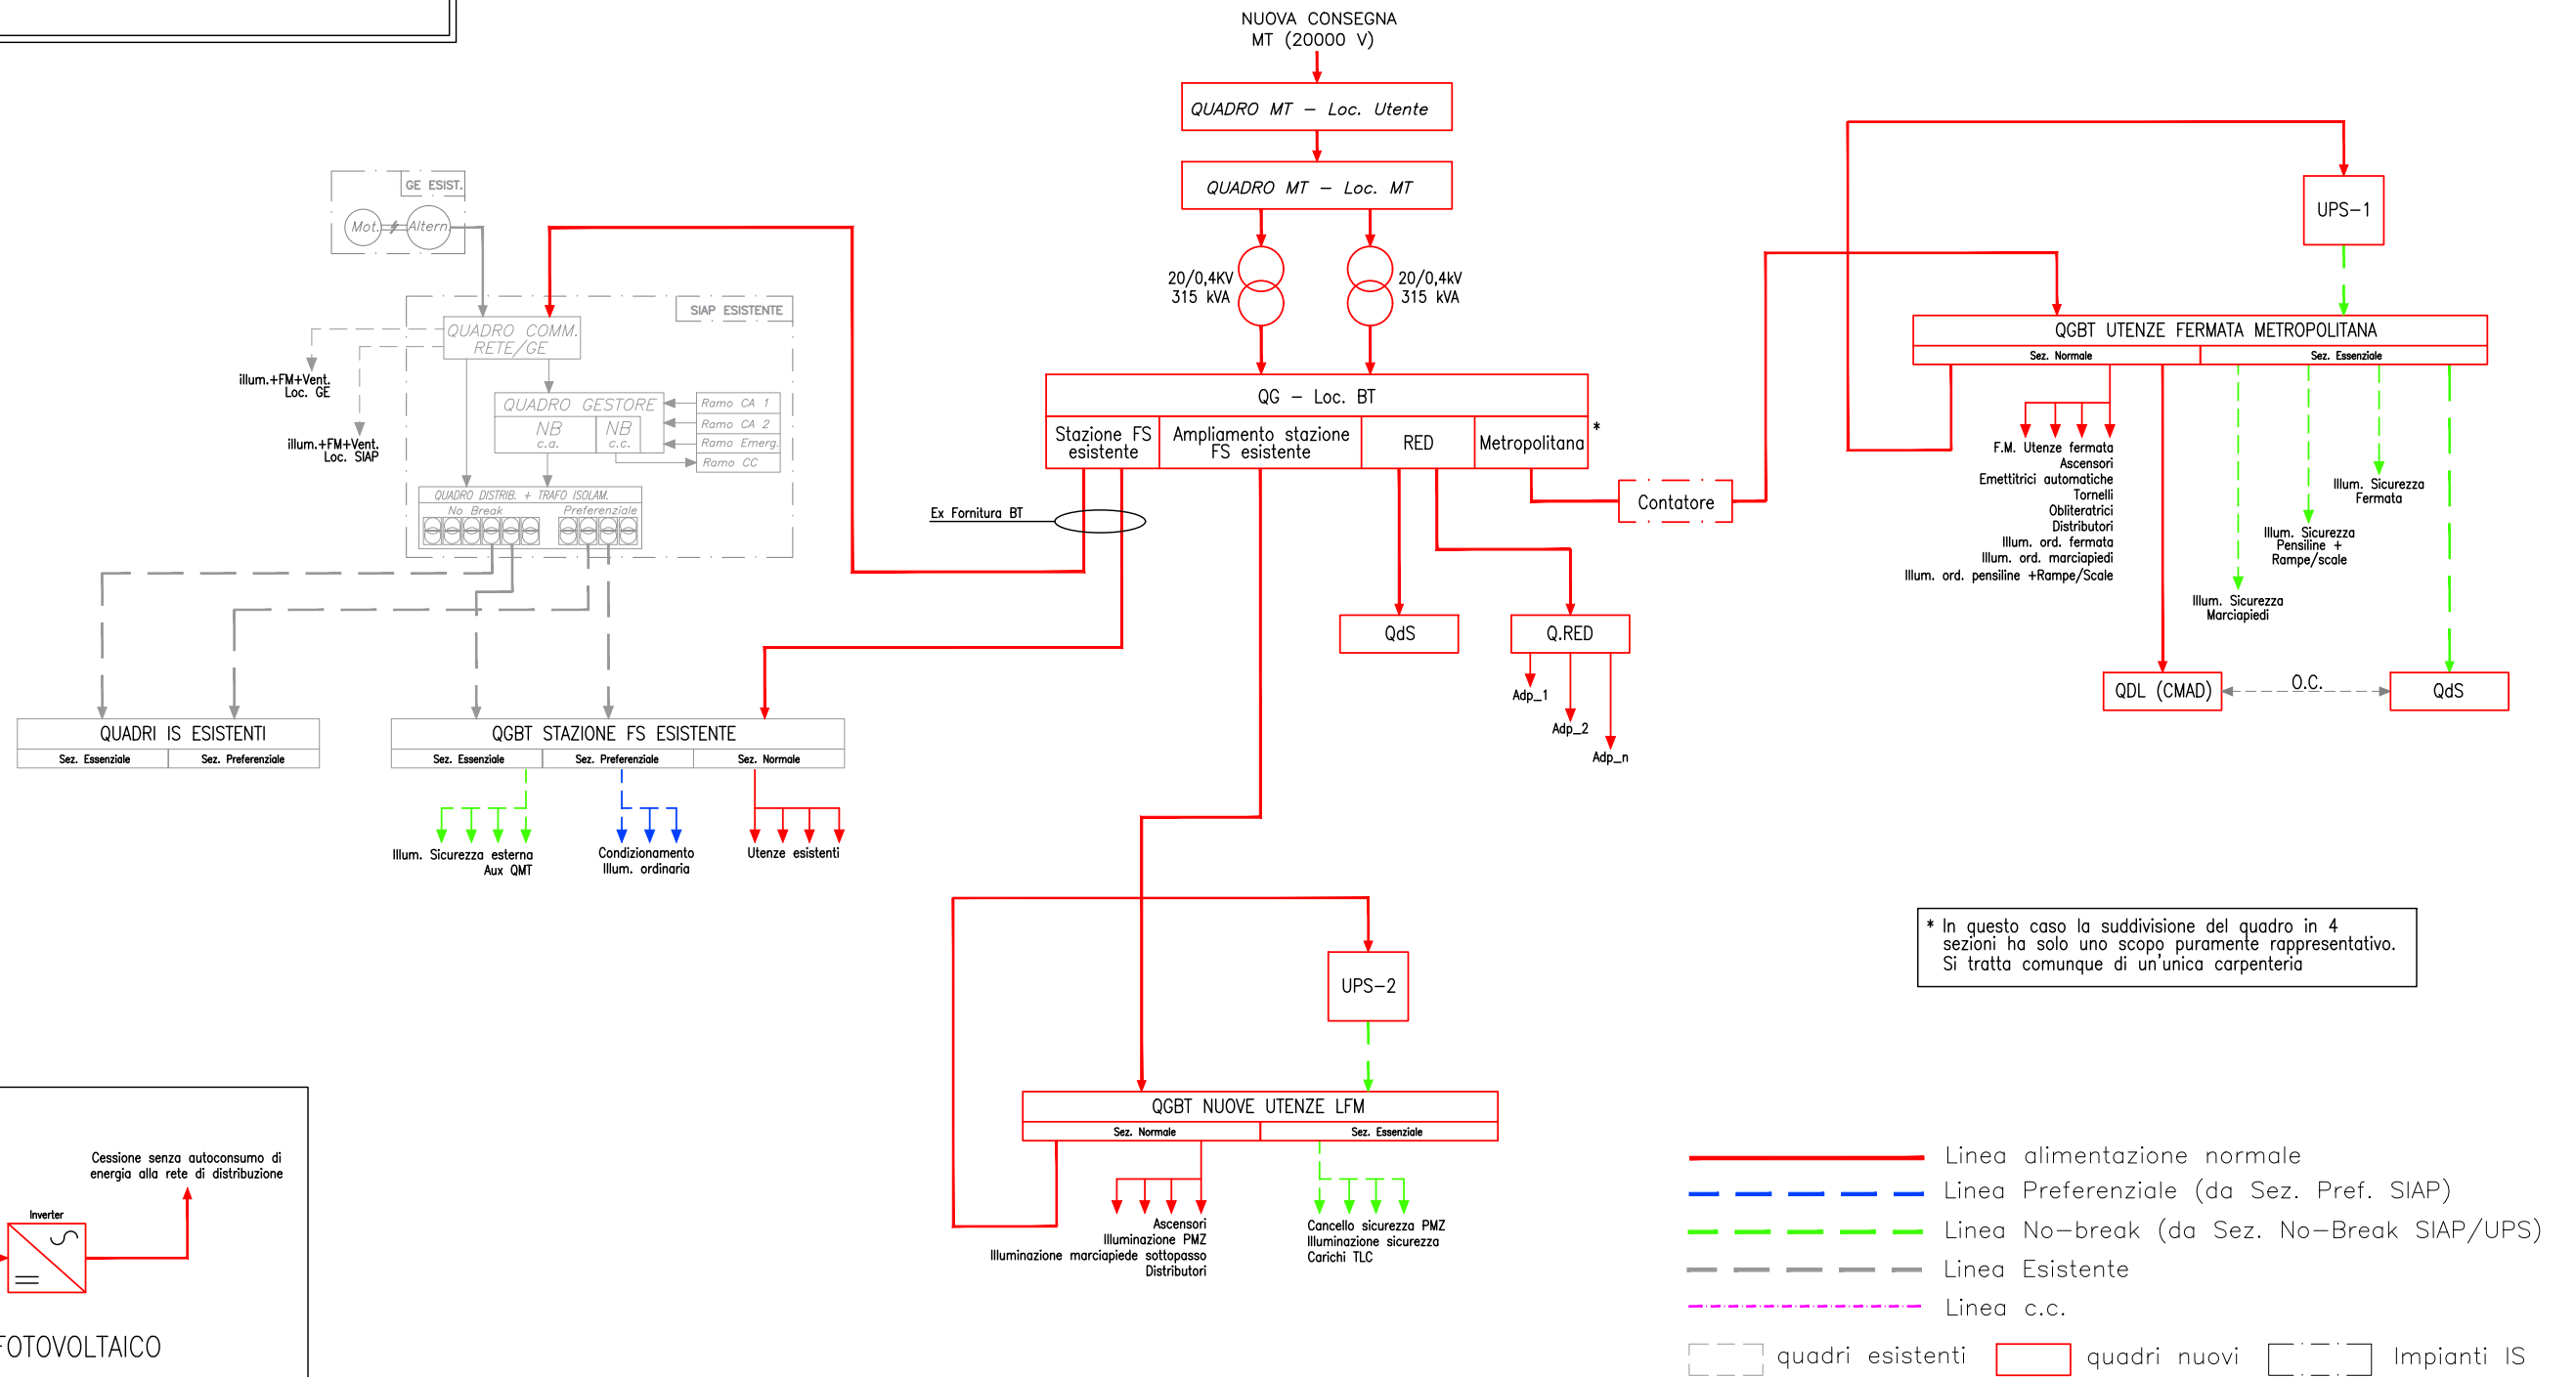 NUOVA CONSEGNA
MT (20000 V)
QUADRO MT - Loc. Utente
QUADRO MT - Loc. MT
20/0,4KV
315 kVA
20/0,4kV
315 kVA
QG - Loc. BT
Stazione FS
esistente
Ampliamento stazione
FS esistente
RED
Metropolitana
*
Ex Fornitura BT
Contatore
QdS
Q.RED
Adp_1
Adp_2
Adp_n
GE ESIST.
Mot.
Altern.
SIAP ESISTENTE
QUADRO COMM.
RETE/GE
illum.+FM+Vent.
Loc. GE
illum.+FM+Vent.
Loc. SIAP
QUADRO GESTORE
NB
c.a.
NB
c.c.
Ramo CA 1
Ramo CA 2
Ramo Emerg.
Ramo CC
QUADRO DISTRIB. + TRAFO ISOLAM.
No Break
Preferenziale
QUADRI IS ESISTENTI
Sez. Essenziale
Sez. Preferenziale
QGBT STAZIONE FS ESISTENTE
Sez. Essenziale
Sez. Preferenziale
Sez. Normale
Illum. Sicurezza esterna
Aux QMT
Condizionamento
Illum. ordinaria
Utenze esistenti
UPS-1
QGBT UTENZE FERMATA METROPOLITANA
Sez. Normale
Sez. Essenziale
F.M. Utenze fermata
Ascensori
Emettitrici automatiche
Tornelli
Obliteratrici
Distributori
Illum. ord. fermata
Illum. ord. marciapiedi
Illum. ord. pensiline +Rampe/Scale
Illum. Sicurezza
Fermata
Illum. Sicurezza
Pensiline +
Rampe/scale
Illum. Sicurezza
Marciapiedi
QDL (CMAD)
O.C.
QdS
* In questo caso la suddivisione del quadro in 4
sezioni ha solo uno scopo puramente rappresentativo.
Si tratta comunque di un'unica carpenteria
UPS-2
QGBT NUOVE UTENZE LFM
Sez. Normale
Sez. Essenziale
Ascensori
Illuminazione PMZ
Illuminazione marciapiede sottopasso
Distributori
Cancello sicurezza PMZ
Illuminazione sicurezza
Carichi TLC
Cessione senza autoconsumo di
energia alla rete di distribuzione
Inverter
FOTOVOLTAICO
Linea alimentazione normale
Linea Preferenziale (da Sez. Pref. SIAP)
Linea No-break (da Sez. No-Break SIAP/UPS)
Linea Esistente
Linea c.c.
quadri esistenti
quadri nuovi
Impianti IS